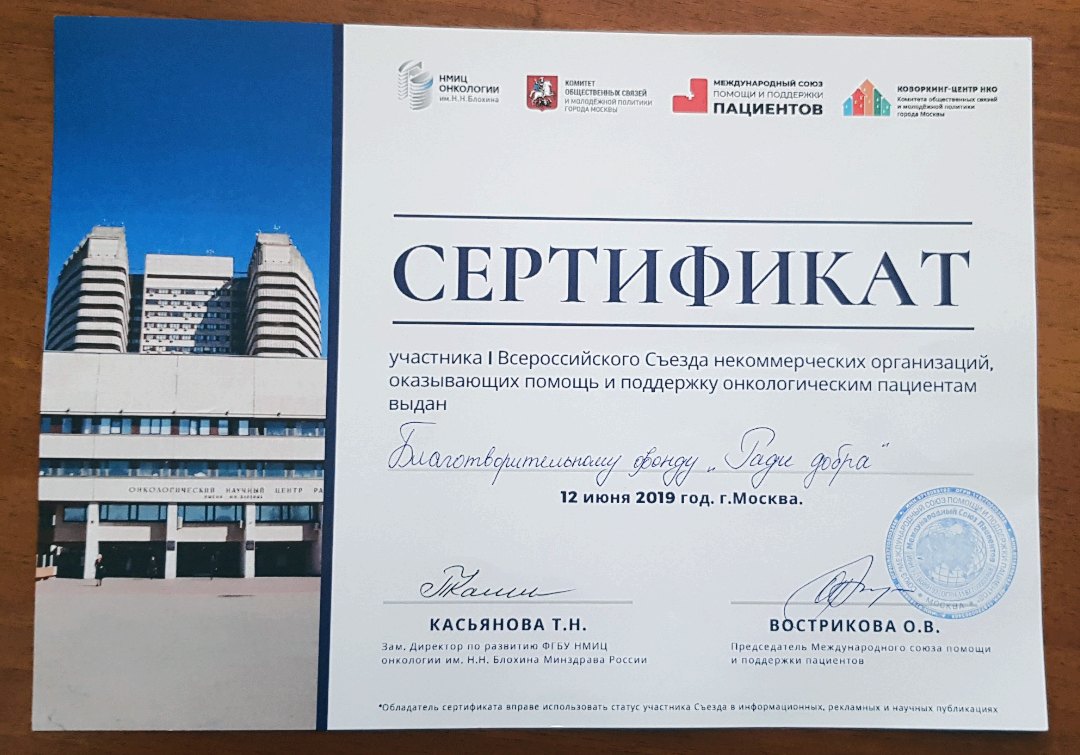 НМИЦ
ОНКОЛОГИИ
им. Н.Н.Блохина
КОМИТЕТ
ОБЩЕСТВЕННЫХ СВЯЗЕЙ
И МОЛОДЁЖНОЙ ПОЛИТИКИ
ГОРОДА МОСКВЫ
МЕЖДУНАРОДНЫЙ СОЮЗ
ПОМОЩИ И ПОДДЕРЖКИ
ПАЦИЕНТОВ
КОВОРКИНГ-ЦЕНТР НКО
Комитета общественных связей
и молодёжной политики
города Москвы
СЕРТИФИКАТ
участника I Всероссийского Съезда некоммерческих организаций,
оказывающих помощь и поддержку онкологическим пациентам
выдан
Благотворительному фонду „Ради добра“
12 июня 2019 год. г.Москва.
ОНКОЛОГИЧЕСКИЙ НАУЧНЫЙ ЦЕНТР РА
МОСКВА
КАСЬЯНОВА Т.Н.
Зам. Директор по развитию ФГБУ НМИЦ
онкологии им. Н.Н. Блохина Минздрава России
ВОСТРИКОВА О.В.
Председатель Международного союза помощи
и поддержки пациентов
*Обладатель сертификата вправе использовать статус участника Съезда в информационных, рекламных и научных публикациях